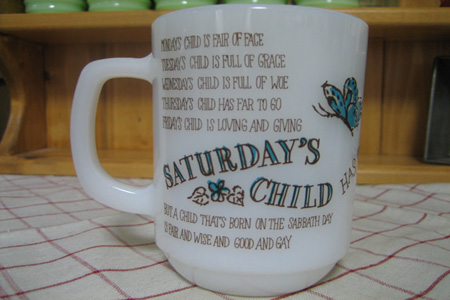 MONDAY'S CHILD IS FAIR OF FACE
TUESDAY'S CHILD IS FULL OF GRACE
WEDNESDAY'S CHILD IS FULL OF WOE
THURSDAY'S CHILD HAS FAR TO GO
FRIDAY'S CHILD IS LOVING AND GIVING
SATURDAY'S
CHILD HAS
BUT A CHILD THAT'S BORN ON THE SABBATH DAY
IS FAIR AND WISE AND GOOD AND GAY